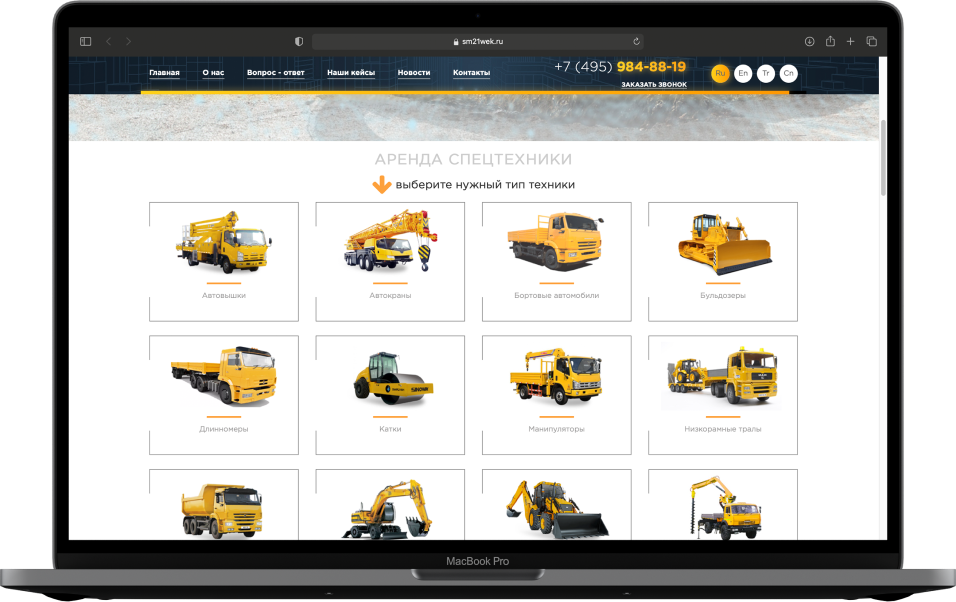 sm21wek.ru
Главная О нас Вопрос - ответ Наши кейсы Новости Контакты
+7 (495) 984-88-19
ЗАКАЗАТЬ ЗВОНОК
Ru En Tr Cn
АРЕНДА СПЕЦТЕХНИКИ
выберите нужный тип техники
Автовышки Автокраны Бортовые автомобили Бульдозеры
Длинномеры Катки Манипуляторы Низкорамные тралы
MacBook Pro